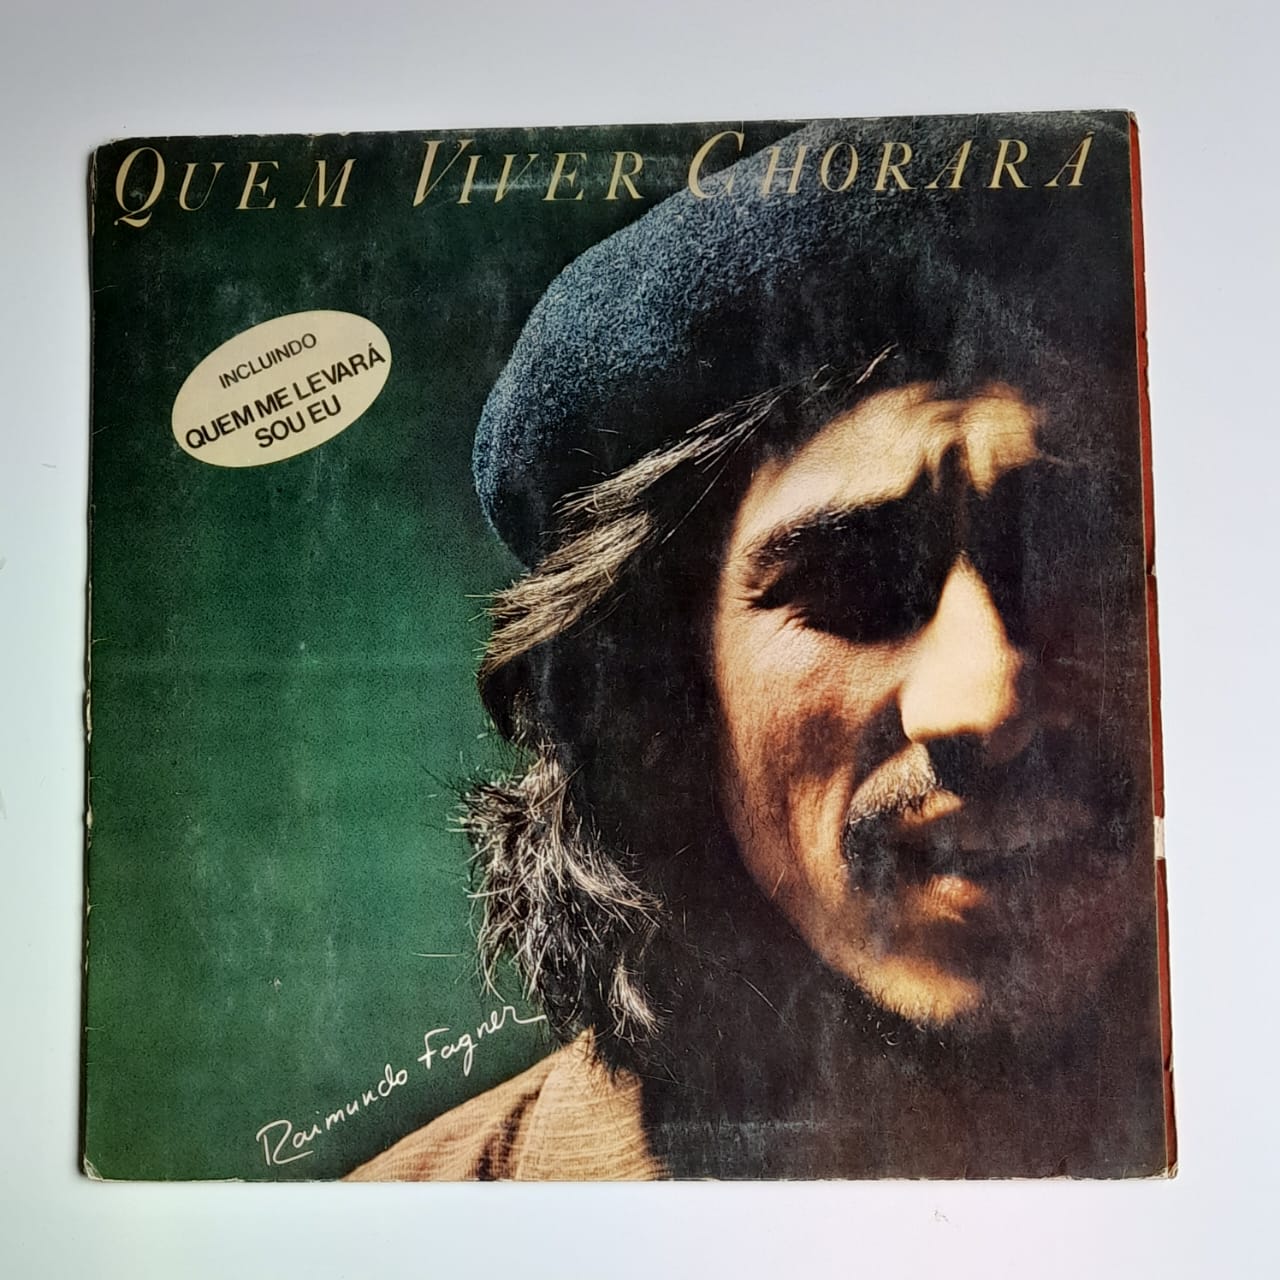 QUEM VIVER CHORARÁ
INCLUINDO
QUEM ME LEVARÁ
SOU EU
Raimundo Fagner